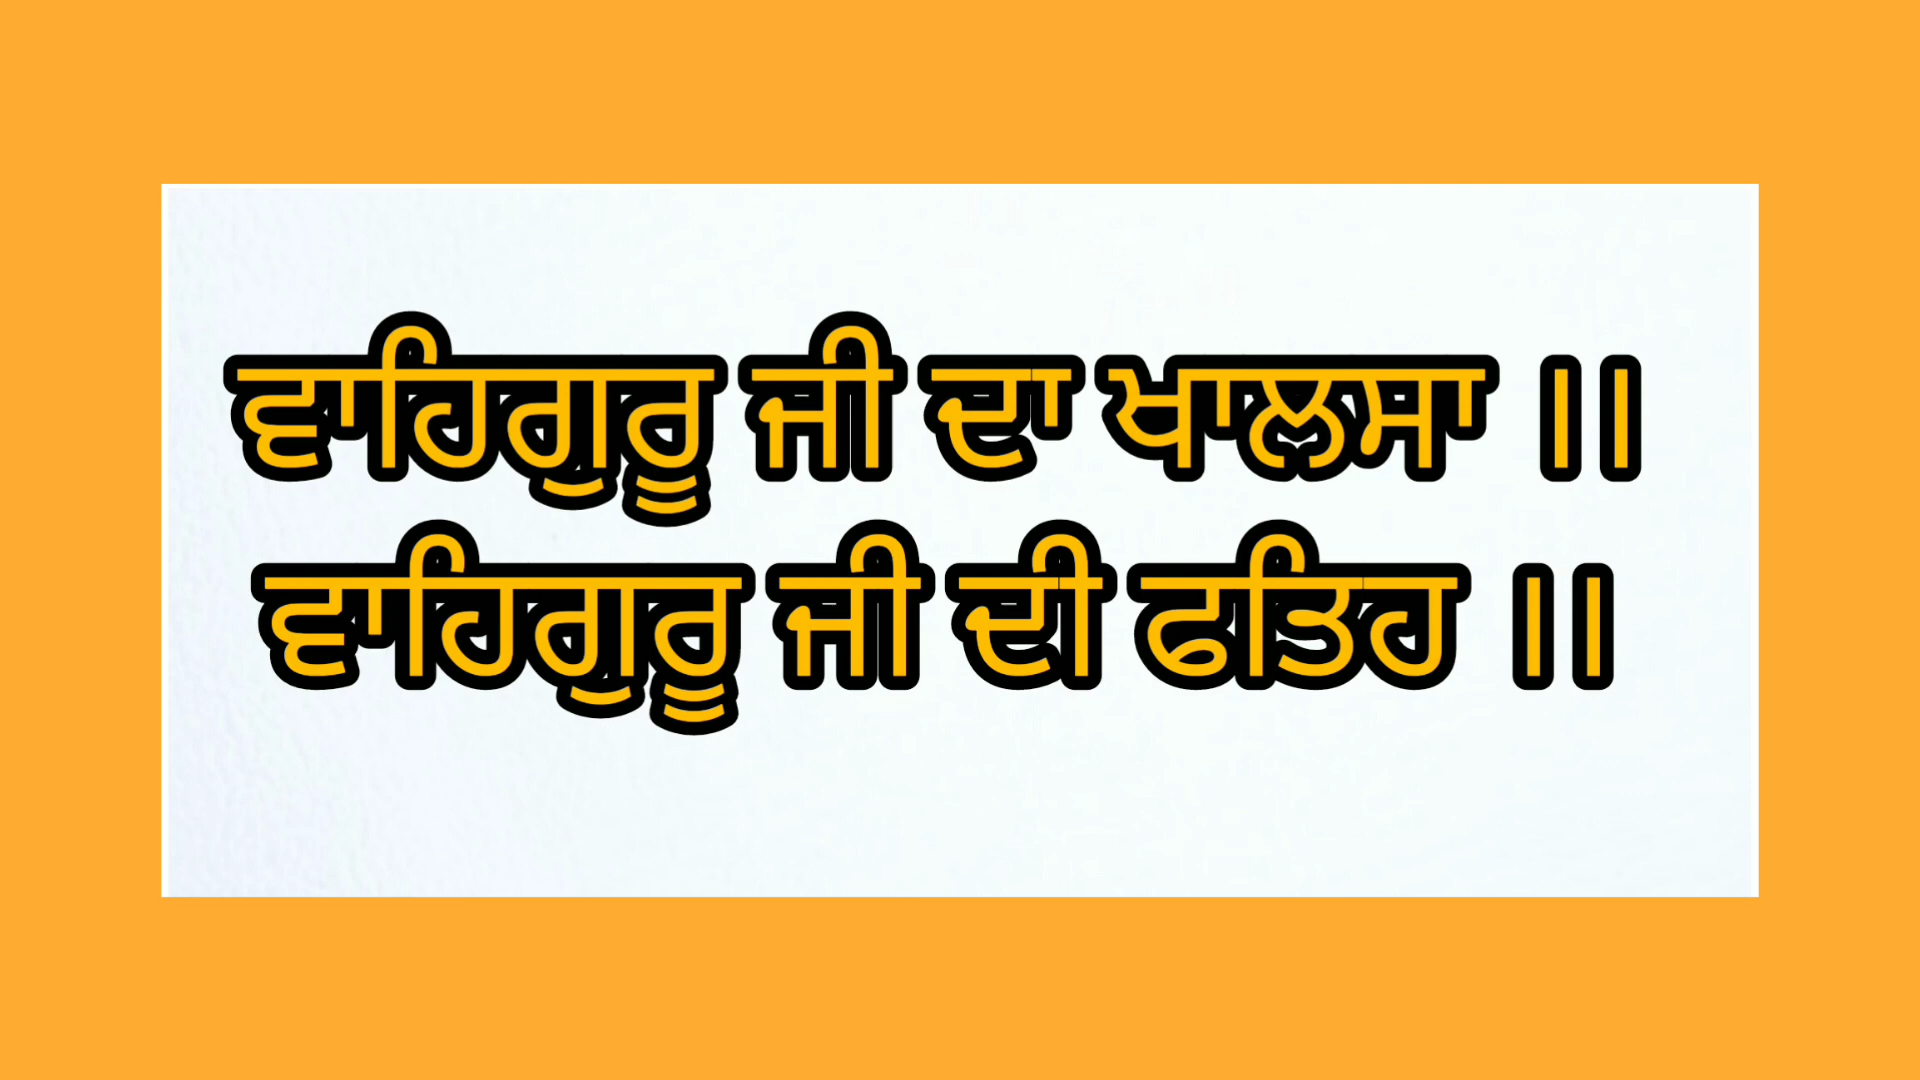 ਵਾਹਿਗੁਰੂ ਜੀ ਦਾ ਖਾਲਸਾ ।।
ਵਾਹਿਗੁਰੂ ਜੀ ਦੀ ਫਤਿਹ ।।